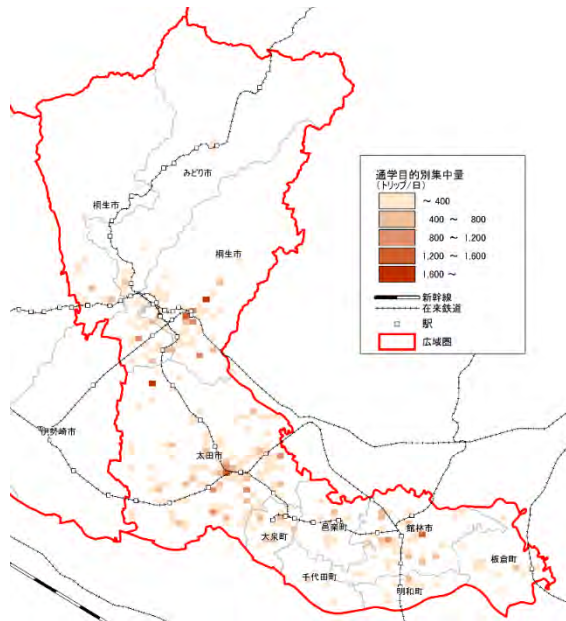 みどり市
桐生市
桐生市
伊勢崎市
太田市
大泉町
邑楽町
館林市
板倉町
千代田町
明和町
通学目的別集中量
(トリップ/日)
~ 400
400 ~ 800
800 ~ 1,200
1,200 ~ 1,600
1,600 ~
新幹線
在来鉄道
駅
広域圏